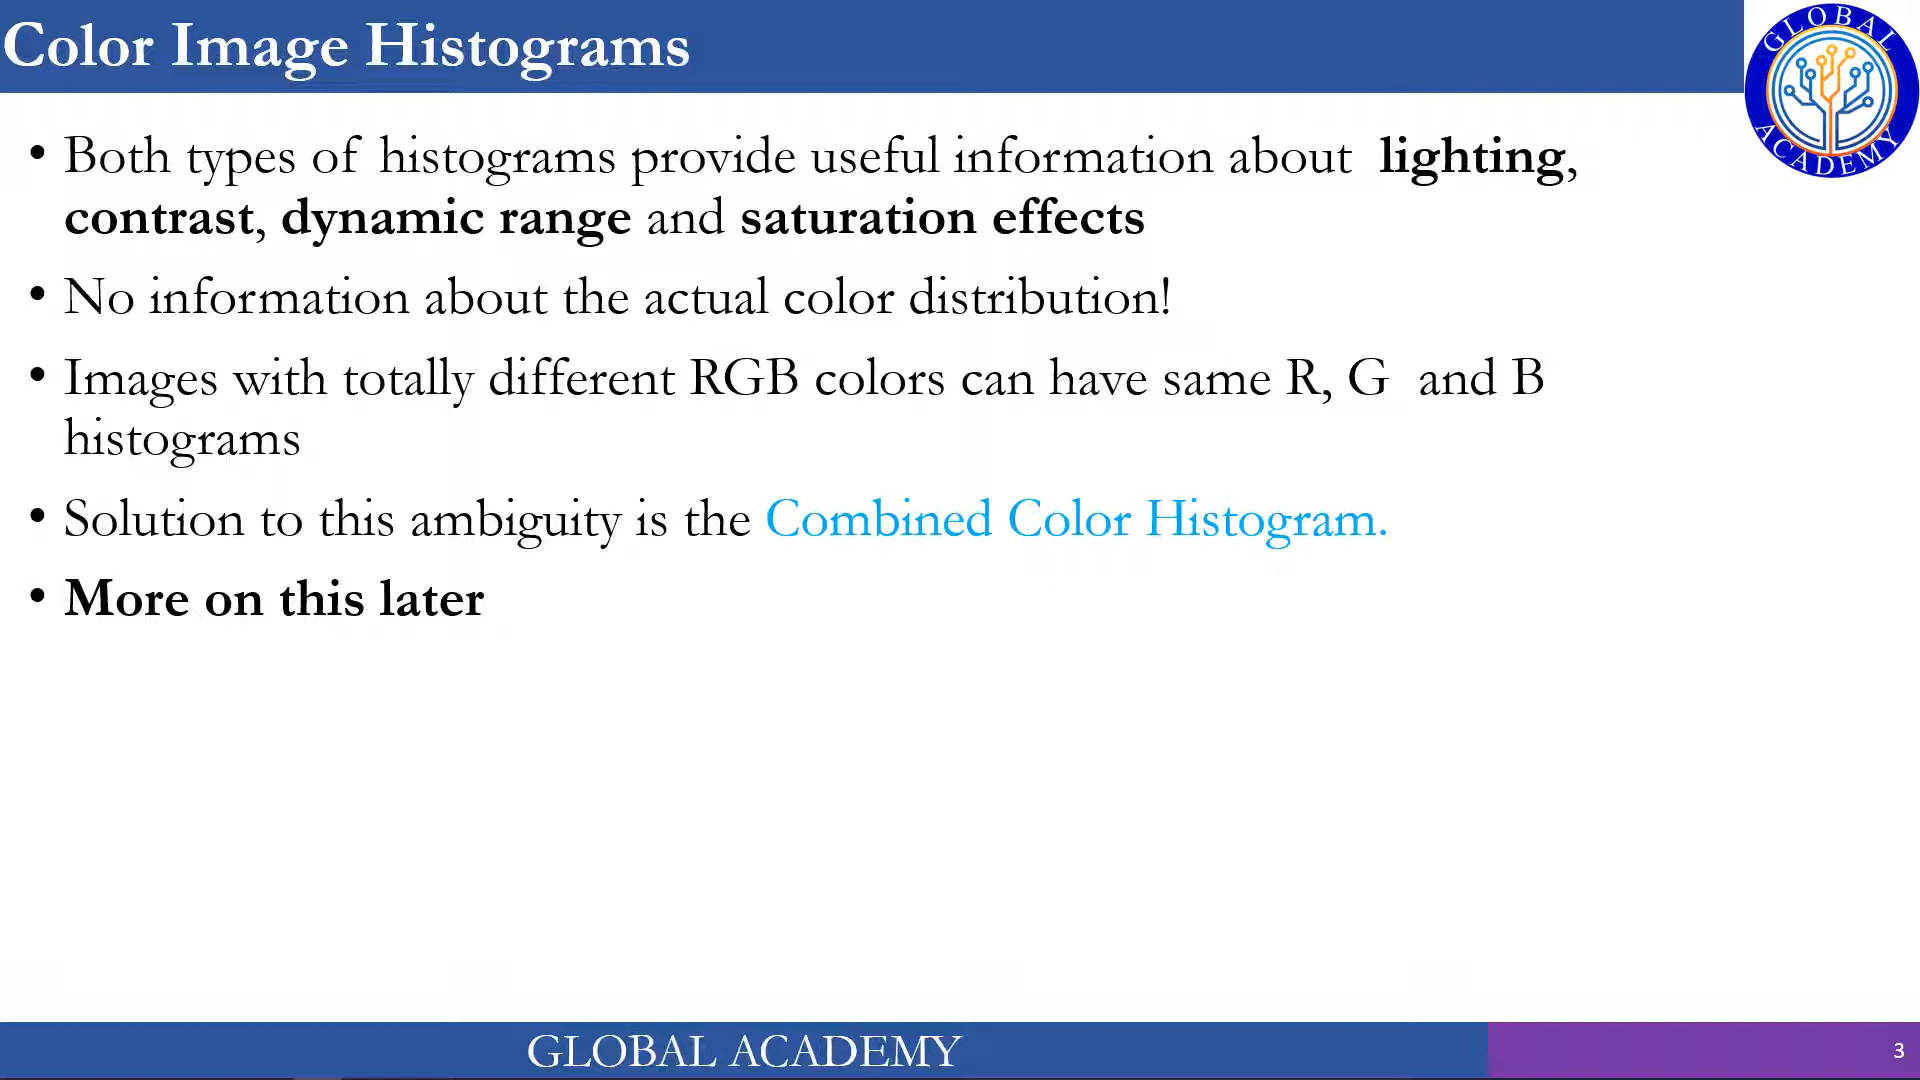 Color Image Histograms
GLOBAL
ACADEMY
• Both types of histograms provide useful information about lighting,
contrast, dynamic range and saturation effects
• No information about the actual color distribution!
• Images with totally different RGB colors can have same R, G and B
histograms
• Solution to this ambiguity is the Combined Color Histogram.
• More on this later
GLOBAL ACADEMY
3